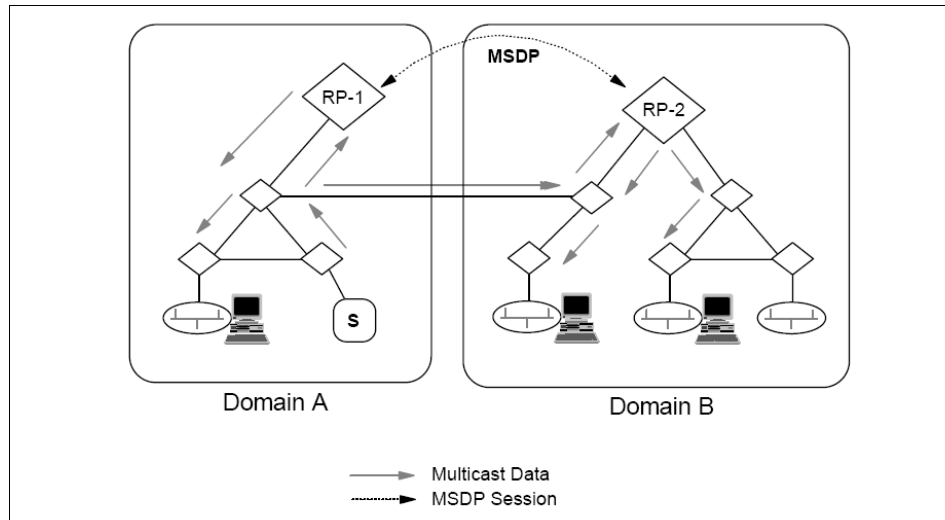 MSDP
RP-1
RP-2
S
Domain A
Domain B
Multicast Data
MSDP Session